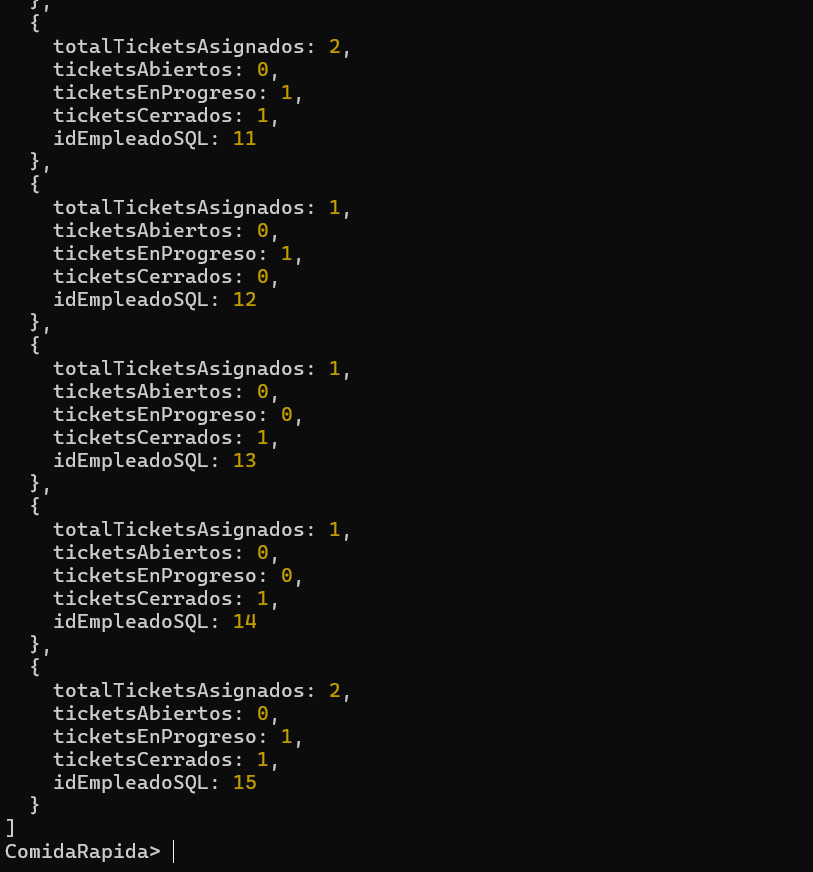 },
{
totalTicketsAsignados: 2,
ticketsAbiertos: 0,
ticketsEnProgreso: 1,
ticketsCerrados: 1,
idEmpleadoSQL: 11
},
{
totalTicketsAsignados: 1,
ticketsAbiertos: 0,
ticketsEnProgreso: 1,
ticketsCerrados: 0,
idEmpleadoSQL: 12
},
{
totalTicketsAsignados: 1,
ticketsAbiertos: 0,
ticketsEnProgreso: 0,
ticketsCerrados: 1,
idEmpleadoSQL: 13
},
{
totalTicketsAsignados: 1,
ticketsAbiertos: 0,
ticketsEnProgreso: 0,
ticketsCerrados: 1,
idEmpleadoSQL: 14
},
{
totalTicketsAsignados: 2,
ticketsAbiertos: 0,
ticketsEnProgreso: 1,
ticketsCerrados: 1,
idEmpleadoSQL: 15
}
]
ComidaRapida>